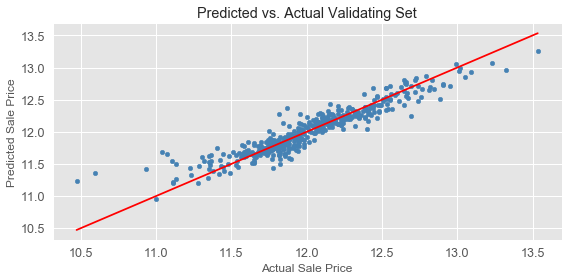 Predicted vs. Actual Validating Set
13.5
13.0
12.5
12.0
11.5
11.0
10.5
Predicted Sale Price
10.5 11.0 11.5 12.0 12.5 13.0 13.5
Actual Sale Price